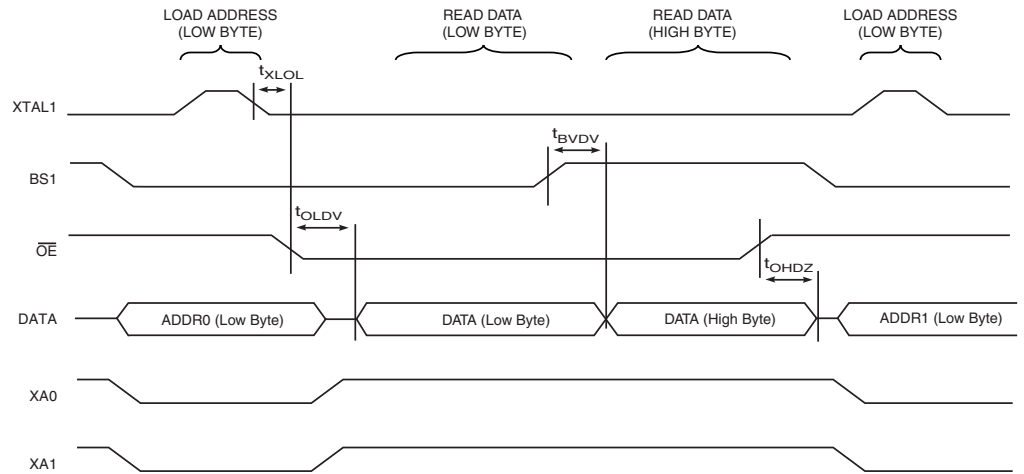 LOAD ADDRESS
(LOW BYTE)
READ DATA
(LOW BYTE)
READ DATA
(HIGH BYTE)
LOAD ADDRESS
(LOW BYTE)
tXLOL
XTAL1
tBVDV
BS1
tOLDV
OE
tOHDZ
DATA
ADDR0 (Low Byte)
DATA (Low Byte)
DATA (High Byte)
ADDR1 (Low Byte)
XA0
XA1